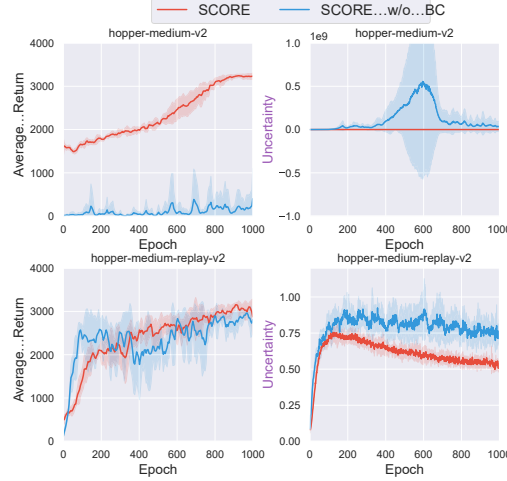 SCORE SCORE...w/o...BC
hopper-medium-v2 hopper-medium-v2
1e9
Average...Return
4000
3000
2000
1000
0
0 200 400 600 800 1000
Epoch
Uncertainty
1.0
0.5
0.0
−0.5
−1.0
0 200 400 600 800 1000
Epoch
hopper-medium-replay-v2 hopper-medium-replay-v2
Average...Return
4000
3000
2000
1000
0
0 200 400 600 800 1000
Epoch
Uncertainty
1.00
0.75
0.50
0.25
0.00
0 200 400 600 800 1000
Epoch